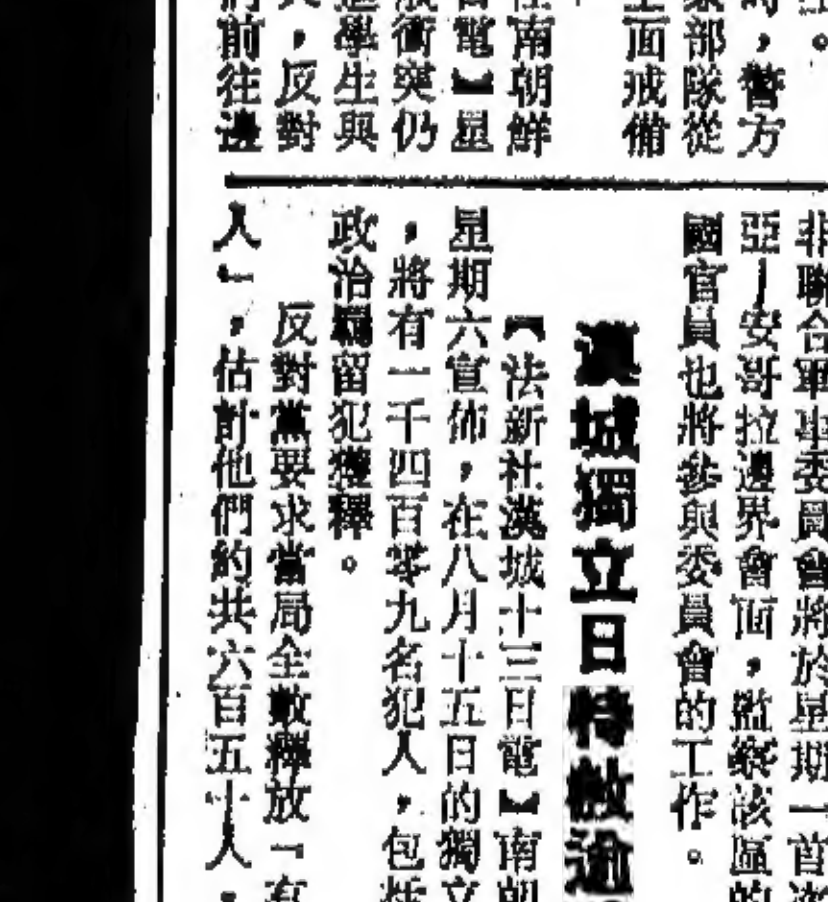 。
時,警方
部隊從
全面戒備
在南朝鮮
電】星
衝突仍
學生與
,反對
前往邊
非聯合軍事委員會將於星期一首次
亞—安哥拉邊界會面,監察該區的
國官員也將參與委員會的工作。
漢城獨立日特赦逾
【法新社漢城十三日電】南朝
星期六宣佈,在八月十五日的獨立
,將有一千四百零九名犯人,包括
政治羈留犯獲釋。
反對黨要求當局全數釋放「有
人」,估計他們約共六百五十人,